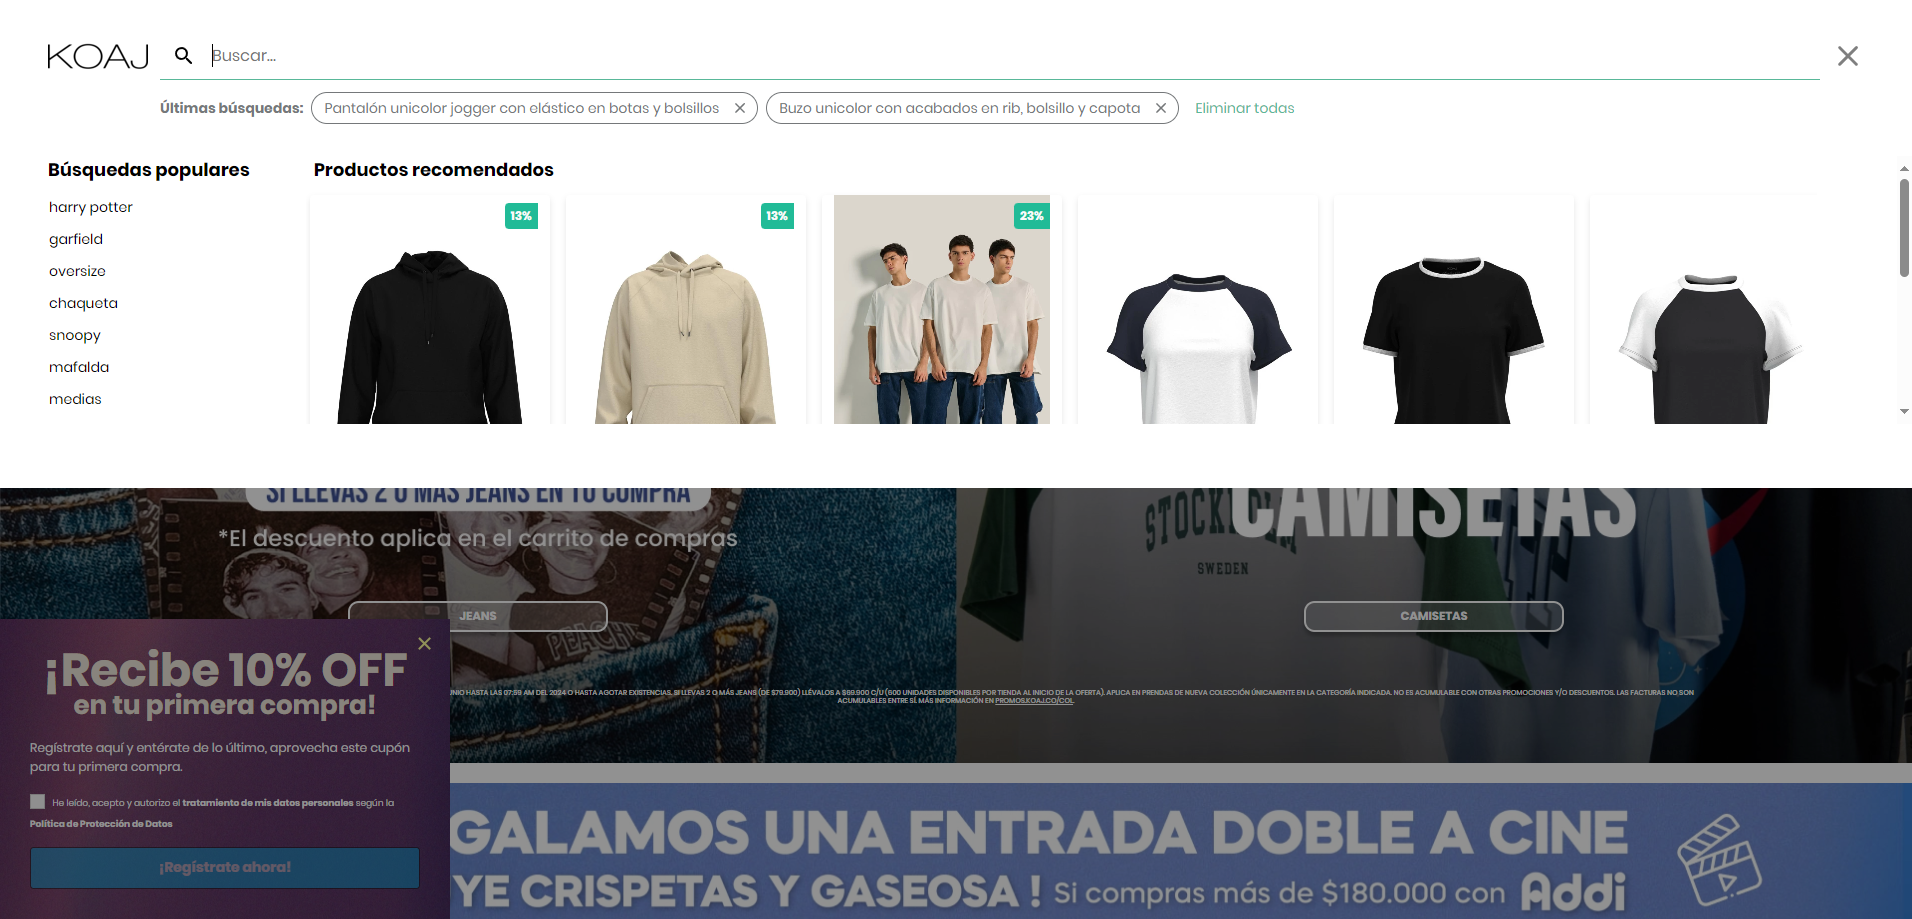 KOAJ
Buscar...
Últimas búsquedas: Pantalón unicolor jogger con elástico en botas y bolsillos Buzo unicolor con acabados en rib, bolsillo y capota Eliminar todas
Búsquedas populares
harry potter
garfield
oversize
chaqueta
snoopy
mafalda
medias
Productos recomendados
13%
13%
23%
SI LLEVAS 2 O MÁS JEANS EN TU COMPRA
*El descuento aplica en el carrito de compras
JEANS
PEACH
STOCKHOLM
SWEDEN
CAMISETAS
CAMISETAS
JUNIO HASTA LAS 07:59 AM DEL 2024 O HASTA AGOTAR EXISTENCIAS. SI LLEVAS 2 O MÁS JEANS (DE $79.900) LLÉVALOS A $69.900 C/U (600 UNIDADES DISPONIBLES POR TIENDA AL INICIO DE LA OFERTA). APLICA EN PRENDAS DE NUEVA COLECCIÓN ÚNICAMENTE EN LA CATEGORÍA INDICADA. NO ES ACUMULABLE CON OTRAS PROMOCIONES Y/O DESCUENTOS. LAS FACTURAS NO SON
ACUMULABLES ENTRE SÍ. MÁS INFORMACIÓN EN PROMOS.KOAJ.CO/COL.
¡Recibe 10% OFF
en tu primera compra!
Regístrate aquí y entérate de lo último, aprovecha este cupón
para tu primera compra.
He leído, acepto y autorizo el tratamiento de mis datos personales según la
Política de Protección de Datos
¡Regístrate ahora!
GALAMOS UNA ENTRADA DOBLE A CINE
YE CRISPETAS Y GASEOSA ! Si compras más de $180.000 con Addi